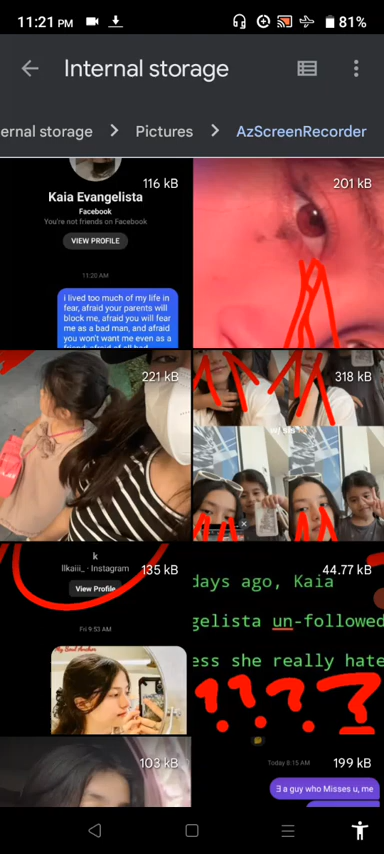 11:21 PM
81%
Internal storage
ernal storage > Pictures > AzScreenRecorder
116 kB
Kaia Evangelista
Facebook
You're not friends on Facebook
VIEW PROFILE
11:20 AM
i lived too much of my life in
fear, afraid your parents will
block me, afraid you will fear
me as a bad man, and afraid
you won't want me even as a
201 kB
221 kB
318 kB
135 kB
k
Ilkaiii_ · Instagram
View Profile
Fri 9:53 AM
My Soul Anchor
44.77 kB
days ago, Kaia
gelista un-followed
ess she really hate
????
103 kB
199 kB
Today 8:15 AM
3 a guy who Misses u, me